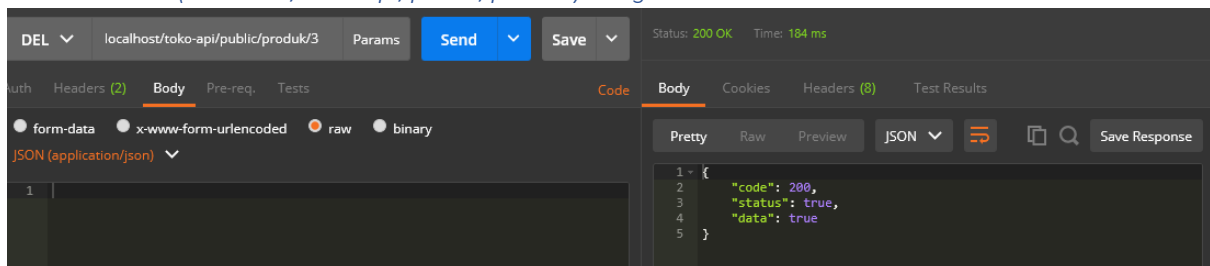 DEL localhost/toko-api/public/produk/3 Params Send Save
Status: 200 OK Time: 184 ms
Auth Headers (2) Body Pre-req. Tests Code
Body Cookies Headers (8) Test Results
form-data x-www-form-urlencoded raw binary
JSON (application/json)
Pretty Raw Preview JSON Save Response
1
1 {
2 "code": 200,
3 "status": true,
4 "data": true
5 }